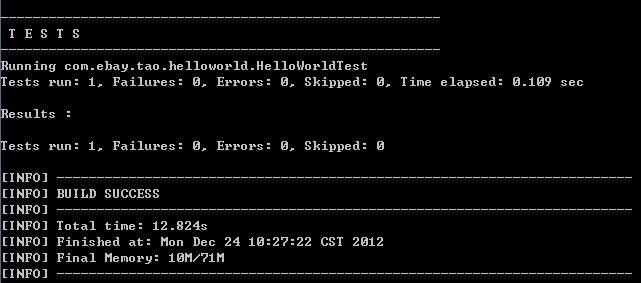 -------------------------------------------------------
 T E S T S
-------------------------------------------------------
Running com.ebay.tao.helloworld.HelloWorldTest
Tests run: 1, Failures: 0, Errors: 0, Skipped: 0, Time elapsed: 0.109 sec

Results :

Tests run: 1, Failures: 0, Errors: 0, Skipped: 0

[INFO] ------------------------------------------------------------------------
[INFO] BUILD SUCCESS
[INFO] ------------------------------------------------------------------------
[INFO] Total time: 12.824s
[INFO] Finished at: Mon Dec 24 10:27:22 CST 2012
[INFO] Final Memory: 10M/71M
[INFO] ------------------------------------------------------------------------